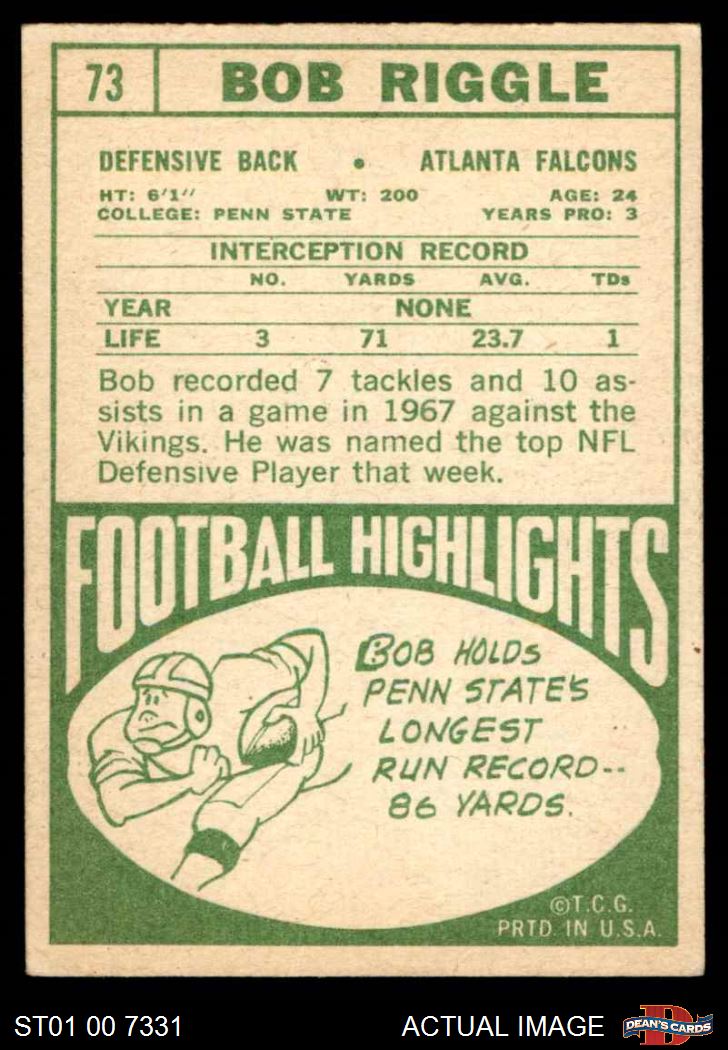 73 BOB RIGGLE
DEFENSIVE BACK • ATLANTA FALCONS
HT: 6'1" WT: 200 AGE: 24
COLLEGE: PENN STATE YEARS PRO: 3
INTERCEPTION RECORD
NO. YARDS AVG. TDs
YEAR NONE
LIFE 3 71 23.7 1
Bob recorded 7 tackles and 10 as-
sists in a game in 1967 against the
Vikings. He was named the top NFL
Defensive Player that week.
FOOTBALL HIGHLIGHTS
BOB HOLDS
PENN STATE'S
LONGEST
RUN RECORD--
86 YARDS.
©T.C.G.
PRTD. IN U.S.A.
ST01 00 7331 ACTUAL IMAGE D DEAN'S CARDS